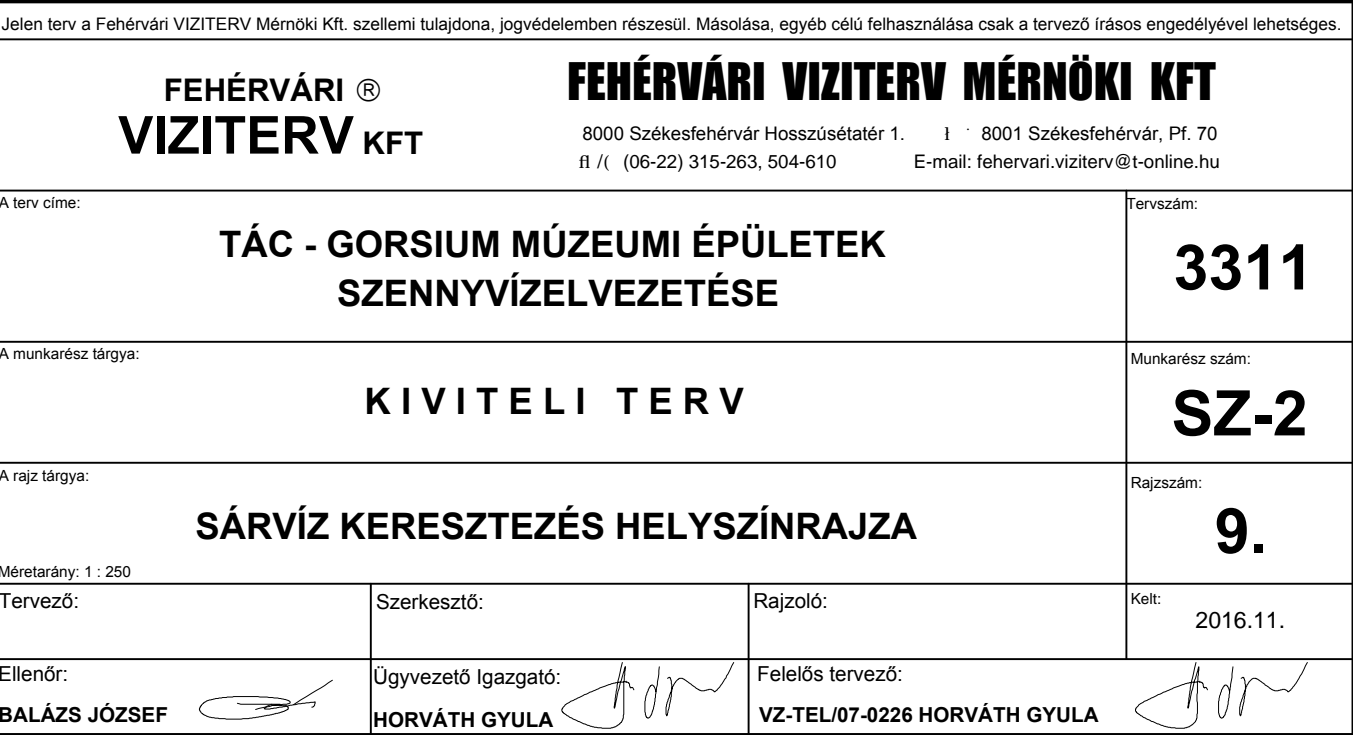 Jelen terv a Fehérvári VIZITERV Mérnöki Kft. szellemi tulajdona, jogvédelemben részesül. Másolása, egyéb célú felhasználása csak a tervező írásos engedélyével lehetséges.
FEHÉRVÁRI ®
VIZITERV KFT
FEHÉRVÁRI VIZITERV MÉRNÖKI KFT
8000 Székesfehérvár Hosszúsétatér 1. ł · 8001 Székesfehérvár, Pf. 70
ﬂ /( (06-22) 315-263, 504-610 E-mail: fehervari.viziterv@t-online.hu
A terv címe:
TÁC - GORSIUM MÚZEUMI ÉPÜLETEK
SZENNYVÍZELVEZETÉSE
Tervszám:
3311
A munkarész tárgya:
KIVITELI TERV
Munkarész szám:
SZ-2
A rajz tárgya:
SÁRVÍZ KERESZTEZÉS HELYSZÍNRAJZA
Méretarány: 1 : 250
Rajzszám:
9.
Tervező:
Szerkesztő:
Rajzoló:
Kelt:
2016.11.
Ellenőr:
BALÁZS JÓZSEF
Ügyvezető Igazgató:
HORVÁTH GYULA
Felelős tervező:
VZ-TEL/07-0226 HORVÁTH GYULA